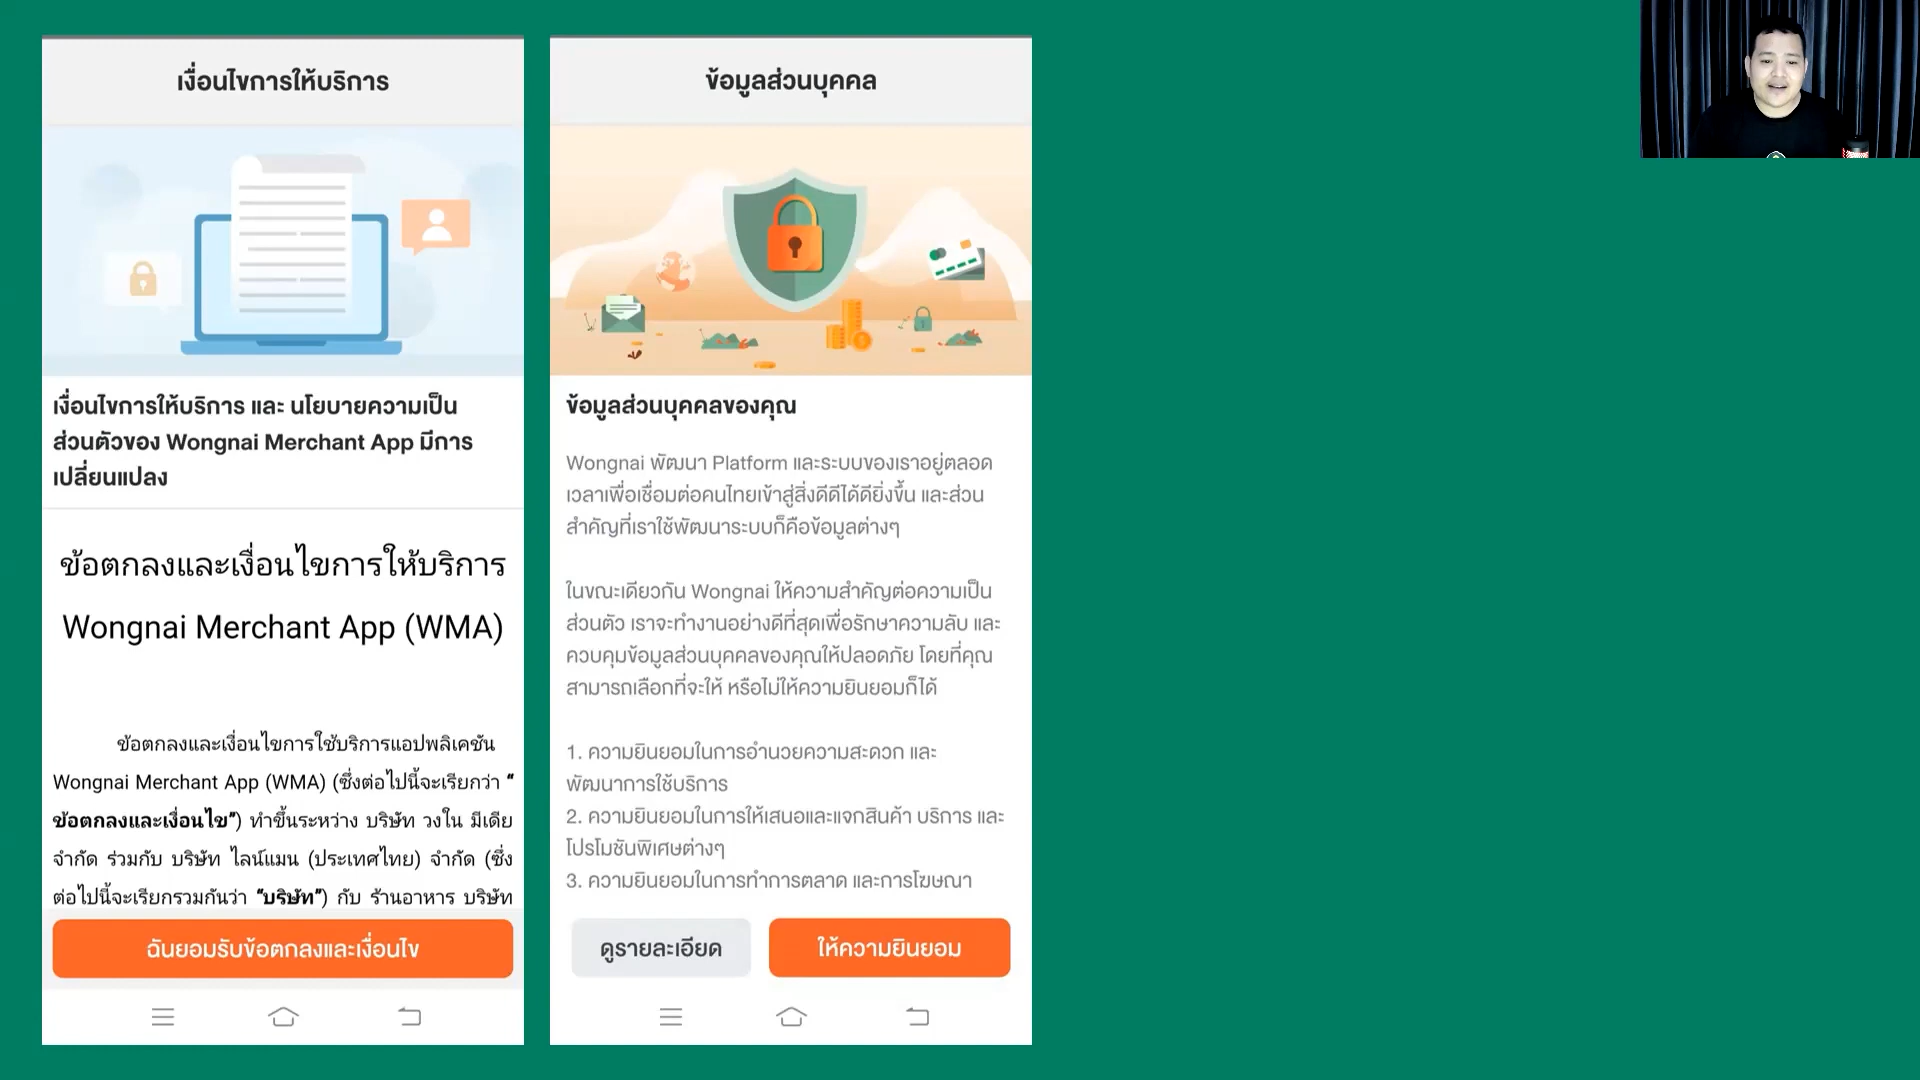 เงื่อนไขการให้บริการ
เงื่อนไขการให้บริการ และ นโยบายความเป็น
ส่วนตัวของ Wongnai Merchant App มีการ
เปลี่ยนแปลง
ข้อตกลงและเงื่อนไขการให้บริการ
Wongnai Merchant App (WMA)
ข้อตกลงและเงื่อนไขการใช้บริการแอปพลิเคชัน
Wongnai Merchant App (WMA) (ซึ่งต่อไปนี้จะเรียกว่า “
ข้อตกลงและเงื่อนไข”) ทำขึ้นระหว่าง บริษัท วงใน มีเดีย
จำกัด ร่วมกับ บริษัท ไลน์แมน (ประเทศไทย) จำกัด (ซึ่ง
ต่อไปนี้จะเรียกรวมกันว่า “บริษัท”) กับ ร้านอาหาร บริษัท
ฉันยอมรับข้อตกลงและเงื่อนไข
ข้อมูลส่วนบุคคล
ข้อมูลส่วนบุคคลของคุณ
Wongnai พัฒนา Platform และระบบของเราอยู่ตลอด
เวลาเพื่อเชื่อมต่อคนไทยเข้าสู่สิ่งดีดีได้ดียิ่งขึ้น และส่วน
สำคัญที่เราใช้พัฒนาระบบก็คือข้อมูลต่างๆ
ในขณะเดียวกัน Wongnai ให้ความสำคัญต่อความเป็น
ส่วนตัว เราจะทำงานอย่างดีที่สุดเพื่อรักษาความลับ และ
ควบคุมข้อมูลส่วนบุคคลของคุณให้ปลอดภัย โดยที่คุณ
สามารถเลือกที่จะให้ หรือไม่ให้ความยินยอมก็ได้
1. ความยินยอมในการอำนวยความสะดวก และ
พัฒนาการใช้บริการ
2. ความยินยอมในการให้เสนอและแจกสินค้า บริการ และ
โปรโมชันพิเศษต่างๆ
3. ความยินยอมในการทำการตลาด และการโฆษณา
ดูรายละเอียด
ให้ความยินยอม